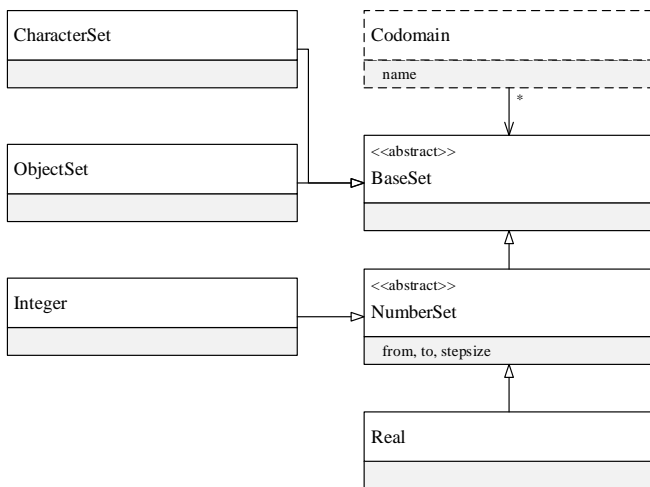 CharacterSet
Codomain
name
*
<<abstract>>
BaseSet
ObjectSet
<<abstract>>
NumberSet
from, to, stepsize
Integer
Real